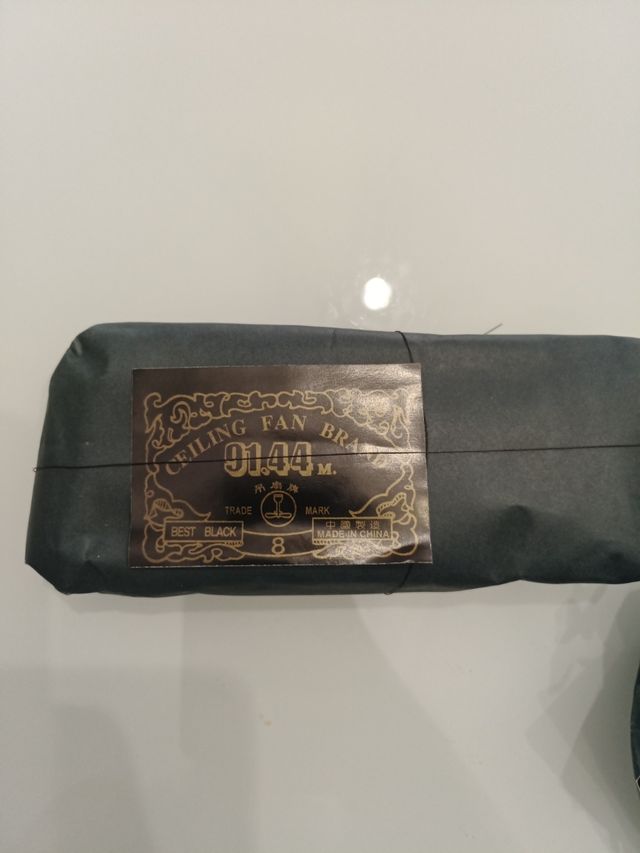 CEILING FAN BRAND
91.44 M.
吊扇牌
TRADE MARK
BEST BLACK
8
中國製造
MADE IN CHINA